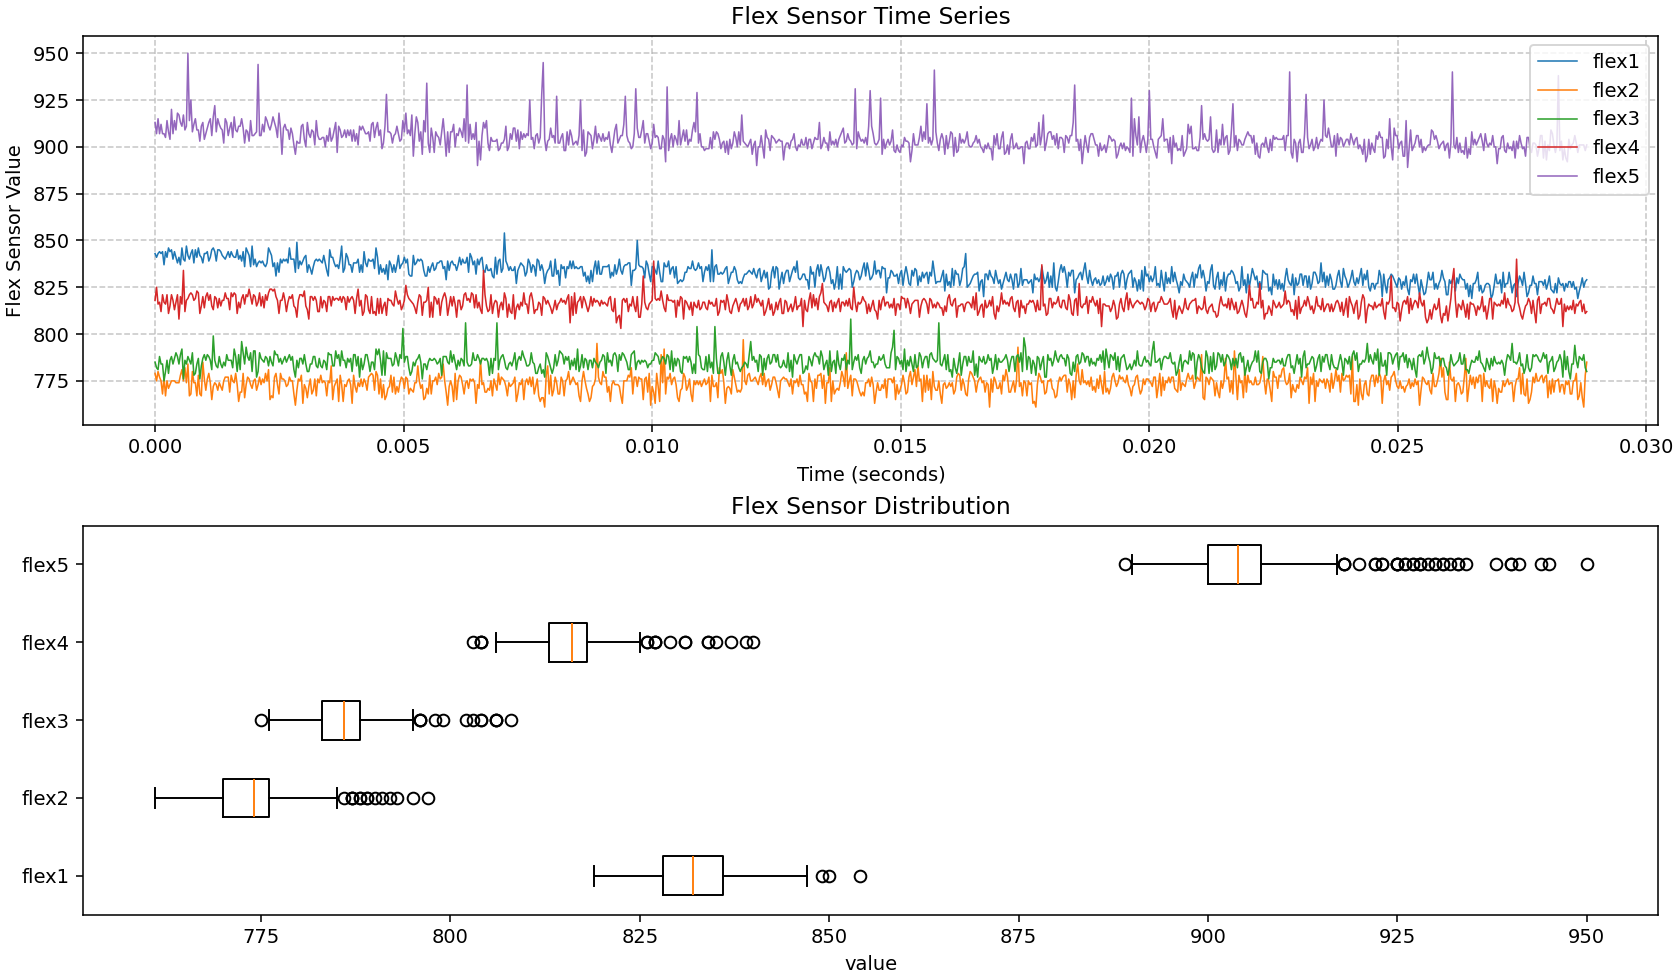 Flex Sensor Time Series
Flex Sensor Value
950
925
900
875
850
825
800
775
flex1
flex2
flex3
flex4
flex5
0.000
0.005
0.010
0.015
0.020
0.025
0.030
Time (seconds)
Flex Sensor Distribution
flex5
flex4
flex3
flex2
flex1
775
800
825
850
875
900
925
950
value